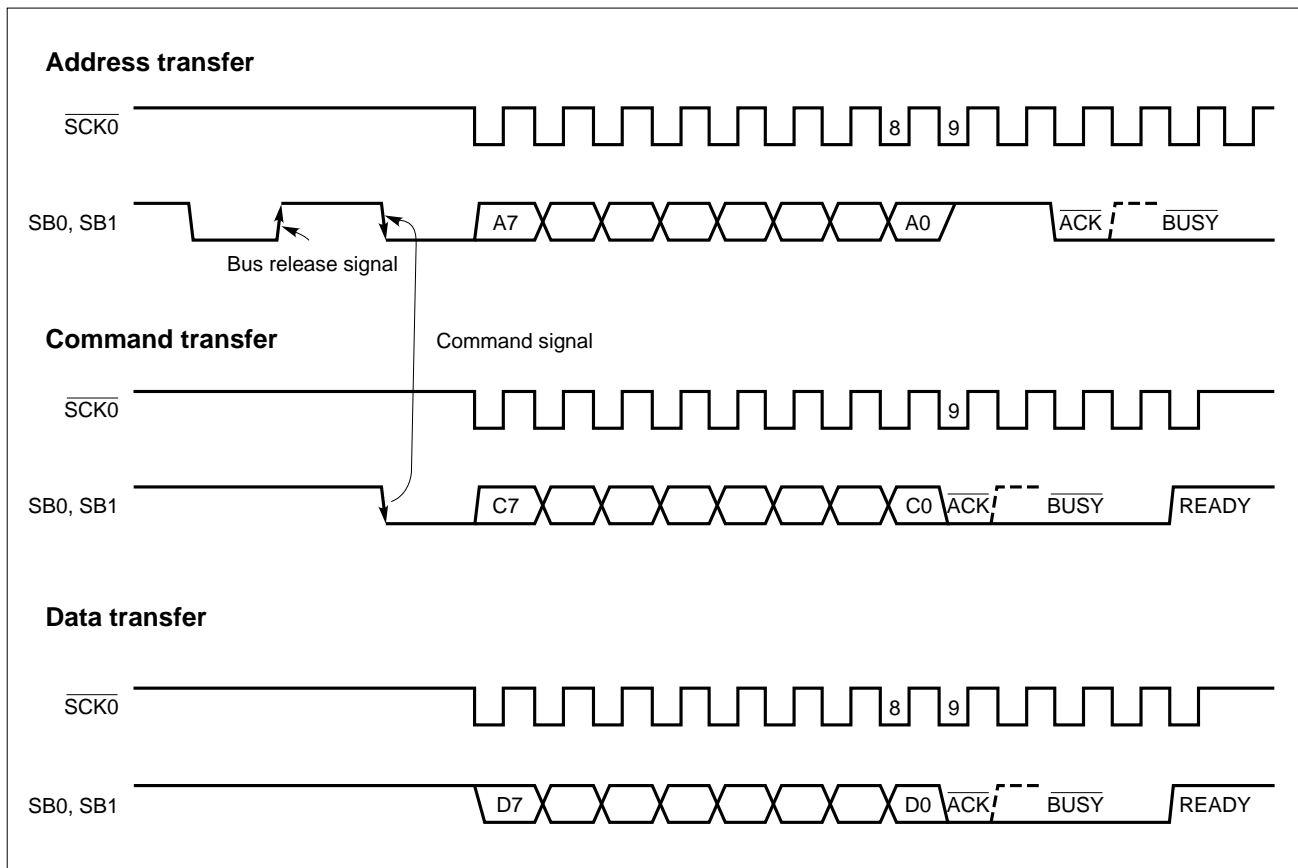 Address transfer
SCK0 8 9
SB0, SB1 A7 A0 ACK BUSY
Bus release signal
Command transfer Command signal
SCK0 9
SB0, SB1 C7 C0 ACK BUSY READY
Data transfer
SCK0 8 9
SB0, SB1 D7 D0 ACK BUSY READY